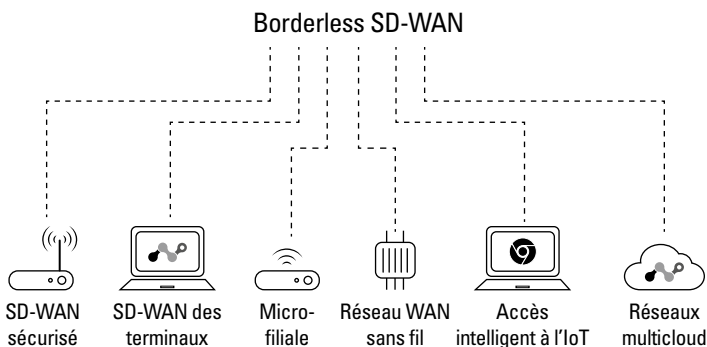 Borderless SD-WAN
SD-WAN
sécurisé
SD-WAN des
terminaux
Micro-
filiale
Réseau WAN
sans fil
Accès
intelligent à l'IoT
Réseaux
multicloud